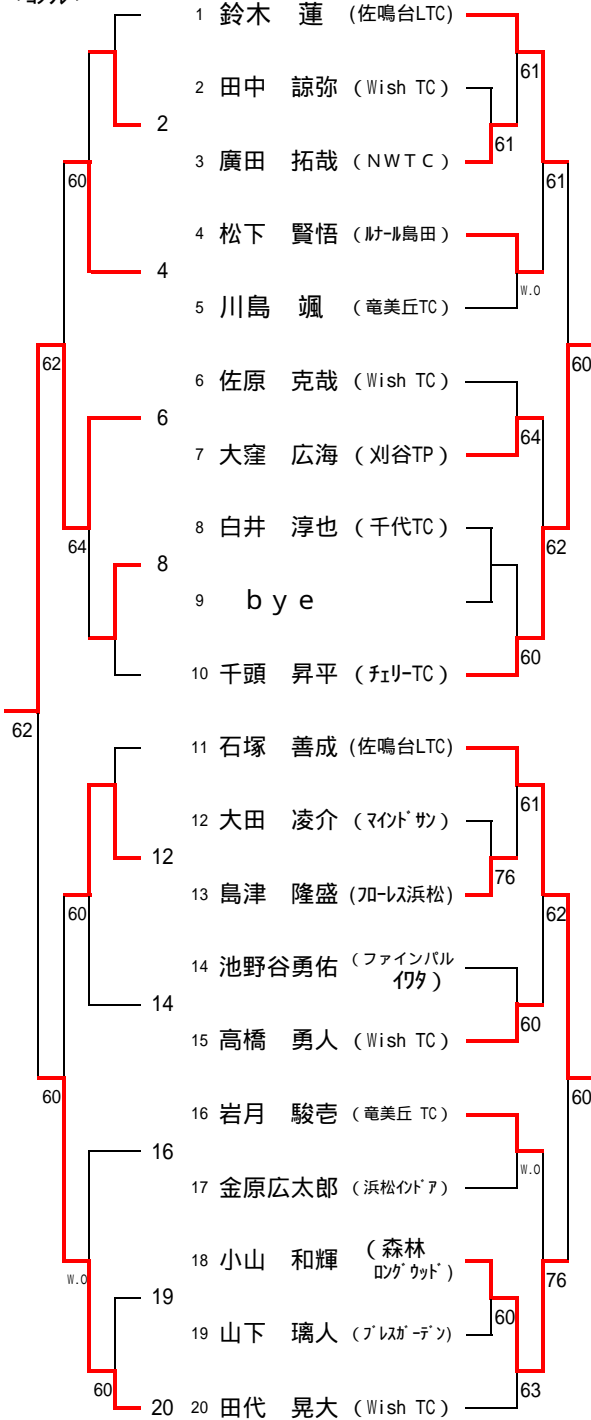 1 鈴木 蓮 (佐鳴台LTC)
61
2 田中 諒弥 (Wish TC)
2
61
3 廣田 拓哉 (NWTC)
60
61
4 松下 賢悟 (ルナール島田)
4
W.O
5 川島 颯 (竜美丘TC)
62
60
6 佐原 克哉 (Wish TC)
6
64
7 大窪 広海 (刈谷TP)
8 白井 淳也 (千代TC)
64
62
8
9 bye
60
10 千頭 昇平 (チェリーTC)
62
11 石塚 善成 (佐鳴台LTC)
61
12 大田 凌介 (マインドサン)
12
76
13 島津 隆盛 (フローレス浜松)
60
62
14 池野谷勇佑 (ファインパル
イワタ)
14
60
15 高橋 勇人 (Wish TC)
60
60
16 岩月 駿壱 (竜美丘 TC)
16
W.O
17 金原広太郎 (浜松インドア)
18 小山 和輝 (森林
ロングウッド)
W.O
76
19
60
19 山下 璃人 (ブレスガーデン)
60
63
20
20 田代 晃大 (Wish TC)